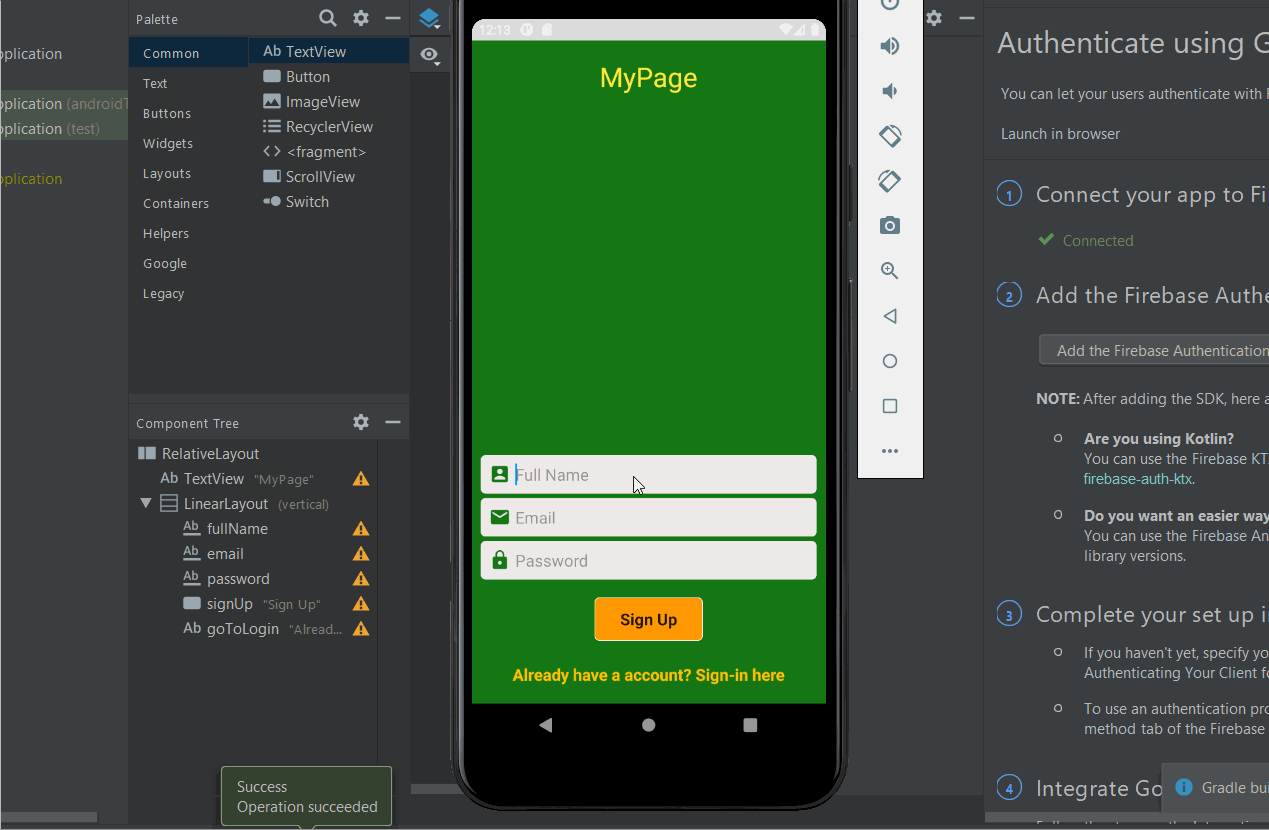 Palette
pplication
pplication (androidT
pplication (test)
pplication
Common
Text
Buttons
Widgets
Layouts
Containers
Helpers
Google
Legacy
Ab TextView
Button
ImageView
RecyclerView
<fragment>
ScrollView
Switch
Component Tree
RelativeLayout
Ab TextView "MyPage"
LinearLayout (vertical)
Ab fullName
Ab email
Ab password
signUp "Sign Up"
Ab goToLogin "Alread...
Success
Operation succeeded
12:13
MyPage
Full Name
Email
Password
Sign Up
Already have a account? Sign-in here
Authenticate using G
You can let your users authenticate with F
Launch in browser
1 Connect your app to Fi
Connected
2 Add the Firebase Authe
Add the Firebase Authentication
NOTE: After adding the SDK, here a
Are you using Kotlin?
You can use the Firebase KT
firebase-auth-ktx.
Do you want an easier way
You can use the Firebase An
library versions.
3 Complete your set up i
If you haven't yet, specify yo
Authenticating Your Client fo
To use an authentication pro
method tab of the Firebase
4 Integrate Go
Gradle bui